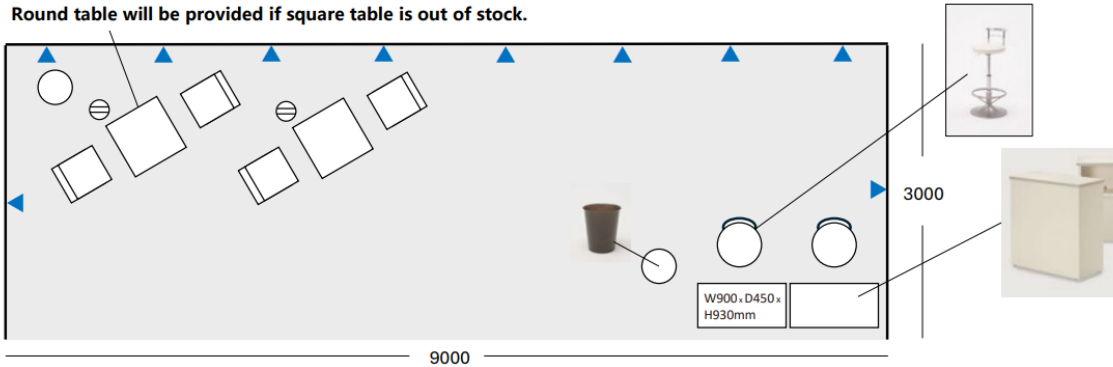 Round table will be provided if square table is out of stock.
3000
W900 x D450 x
H930mm
9000